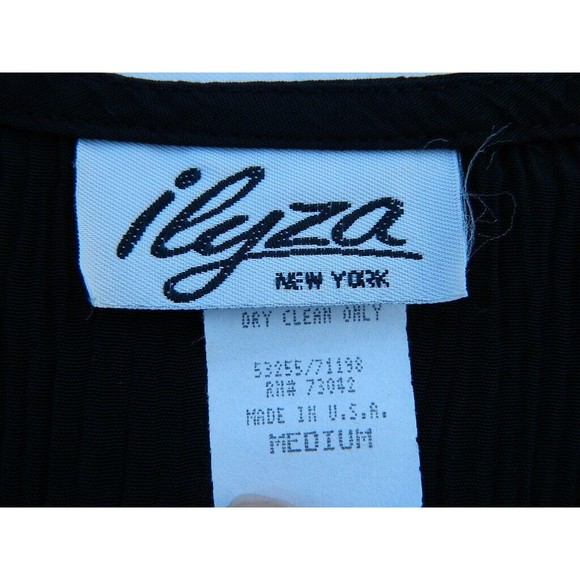 ilyza
NEW YORK
DRY CLEAN ONLY
53255/71198
RN# 73042
MADE IN U.S.A.
MEDIUM